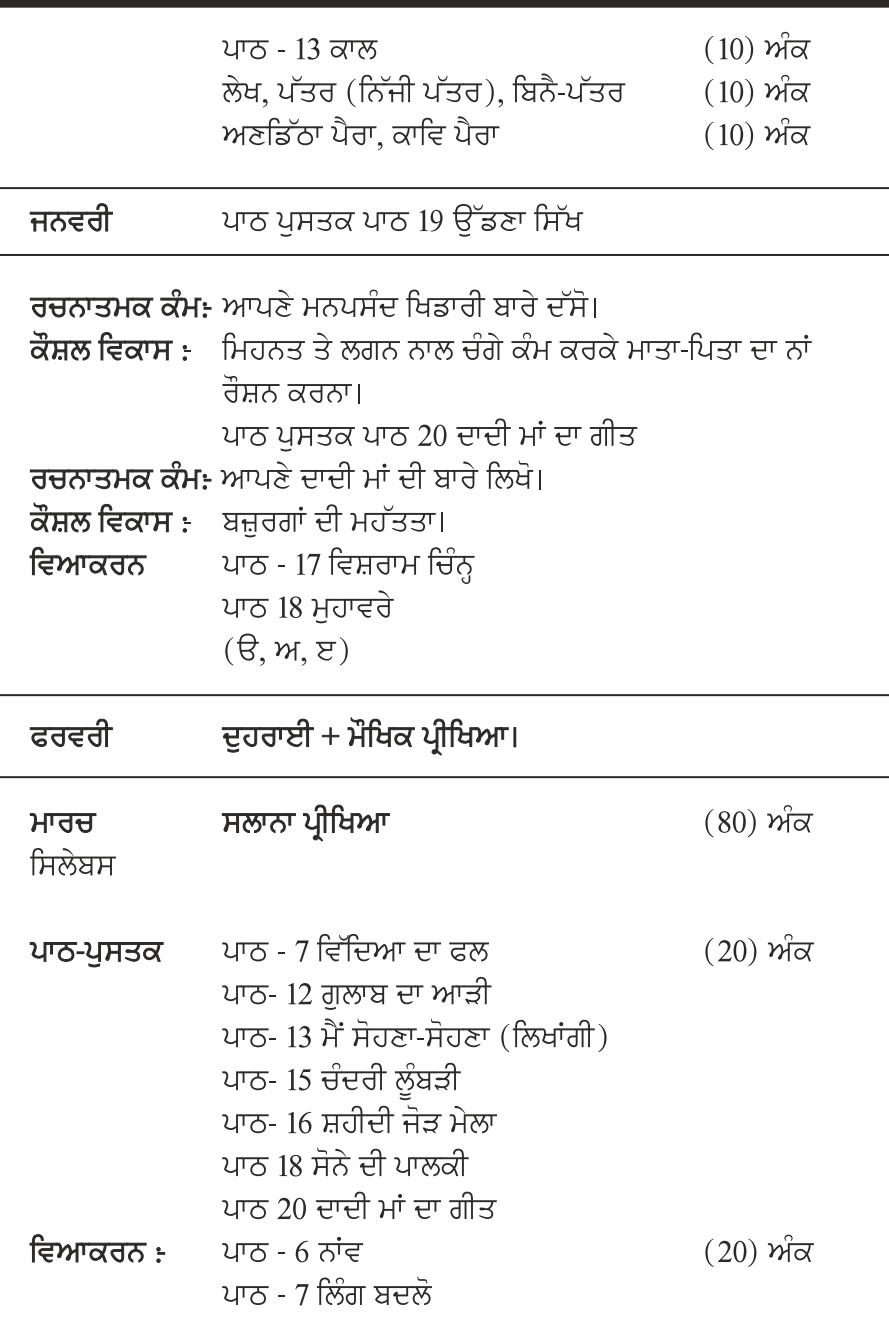 ਪਾਠ - 13 ਕਾਲ (10) ਅੰਕ
ਲੇਖ, ਪੱਤਰ (ਨਿੱਜੀ ਪੱਤਰ), ਬਿਨੈ-ਪੱਤਰ (10) ਅੰਕ
ਅਣਡਿੱਠਾ ਪੈਰਾ, ਕਾਵਿ ਪੈਰਾ (10) ਅੰਕ
ਜਨਵਰੀ ਪਾਠ ਪੁਸਤਕ ਪਾਠ 19 ਉੱਡਣਾ ਸਿੱਖ
ਰਚਨਾਤਮਕ ਕੰਮ:- ਆਪਣੇ ਮਨਪਸੰਦ ਖਿਡਾਰੀ ਬਾਰੇ ਦੱਸੋ।
ਕੌਸ਼ਲ ਵਿਕਾਸ :- ਮਿਹਨਤ ਤੇ ਲਗਨ ਨਾਲ ਚੰਗੇ ਕੰਮ ਕਰਕੇ ਮਾਤਾ-ਪਿਤਾ ਦਾ ਨਾਂ
ਰੌਸ਼ਨ ਕਰਨਾ।
ਪਾਠ ਪੁਸਤਕ ਪਾਠ 20 ਦਾਦੀ ਮਾਂ ਦਾ ਗੀਤ
ਰਚਨਾਤਮਕ ਕੰਮ:- ਆਪਣੇ ਦਾਦੀ ਮਾਂ ਦੀ ਬਾਰੇ ਲਿਖੋ।
ਕੌਸ਼ਲ ਵਿਕਾਸ :- ਬਜ਼ੁਰਗਾਂ ਦੀ ਮਹੱਤਤਾ।
ਵਿਆਕਰਨ ਪਾਠ - 17 ਵਿਸ਼ਰਾਮ ਚਿੰਨ੍ਹ
ਪਾਠ 18 ਮੁਹਾਵਰੇ
(ੳ, ਅ, ੲ)
ਫਰਵਰੀ ਦੁਹਰਾਈ + ਮੌਖਿਕ ਪ੍ਰੀਖਿਆ।
ਮਾਰਚ ਸਲਾਨਾ ਪ੍ਰੀਖਿਆ (80) ਅੰਕ
ਸਿਲੇਬਸ
ਪਾਠ-ਪੁਸਤਕ ਪਾਠ - 7 ਵਿੱਦਿਆ ਦਾ ਫਲ (20) ਅੰਕ
ਪਾਠ- 12 ਗੁਲਾਬ ਦਾ ਆੜੀ
ਪਾਠ- 13 ਮੈਂ ਸੋਹਣਾ-ਸੋਹਣਾ (ਲਿਖਾਂਗੀ)
ਪਾਠ- 15 ਚੰਦਰੀ ਲੂੰਬੜੀ
ਪਾਠ- 16 ਸ਼ਹੀਦੀ ਜੋੜ ਮੇਲਾ
ਪਾਠ 18 ਸੋਨੇ ਦੀ ਪਾਲਕੀ
ਪਾਠ 20 ਦਾਦੀ ਮਾਂ ਦਾ ਗੀਤ
ਵਿਆਕਰਨ :- ਪਾਠ - 6 ਨਾਂਵ (20) ਅੰਕ
ਪਾਠ - 7 ਲਿੰਗ ਬਦਲੋ